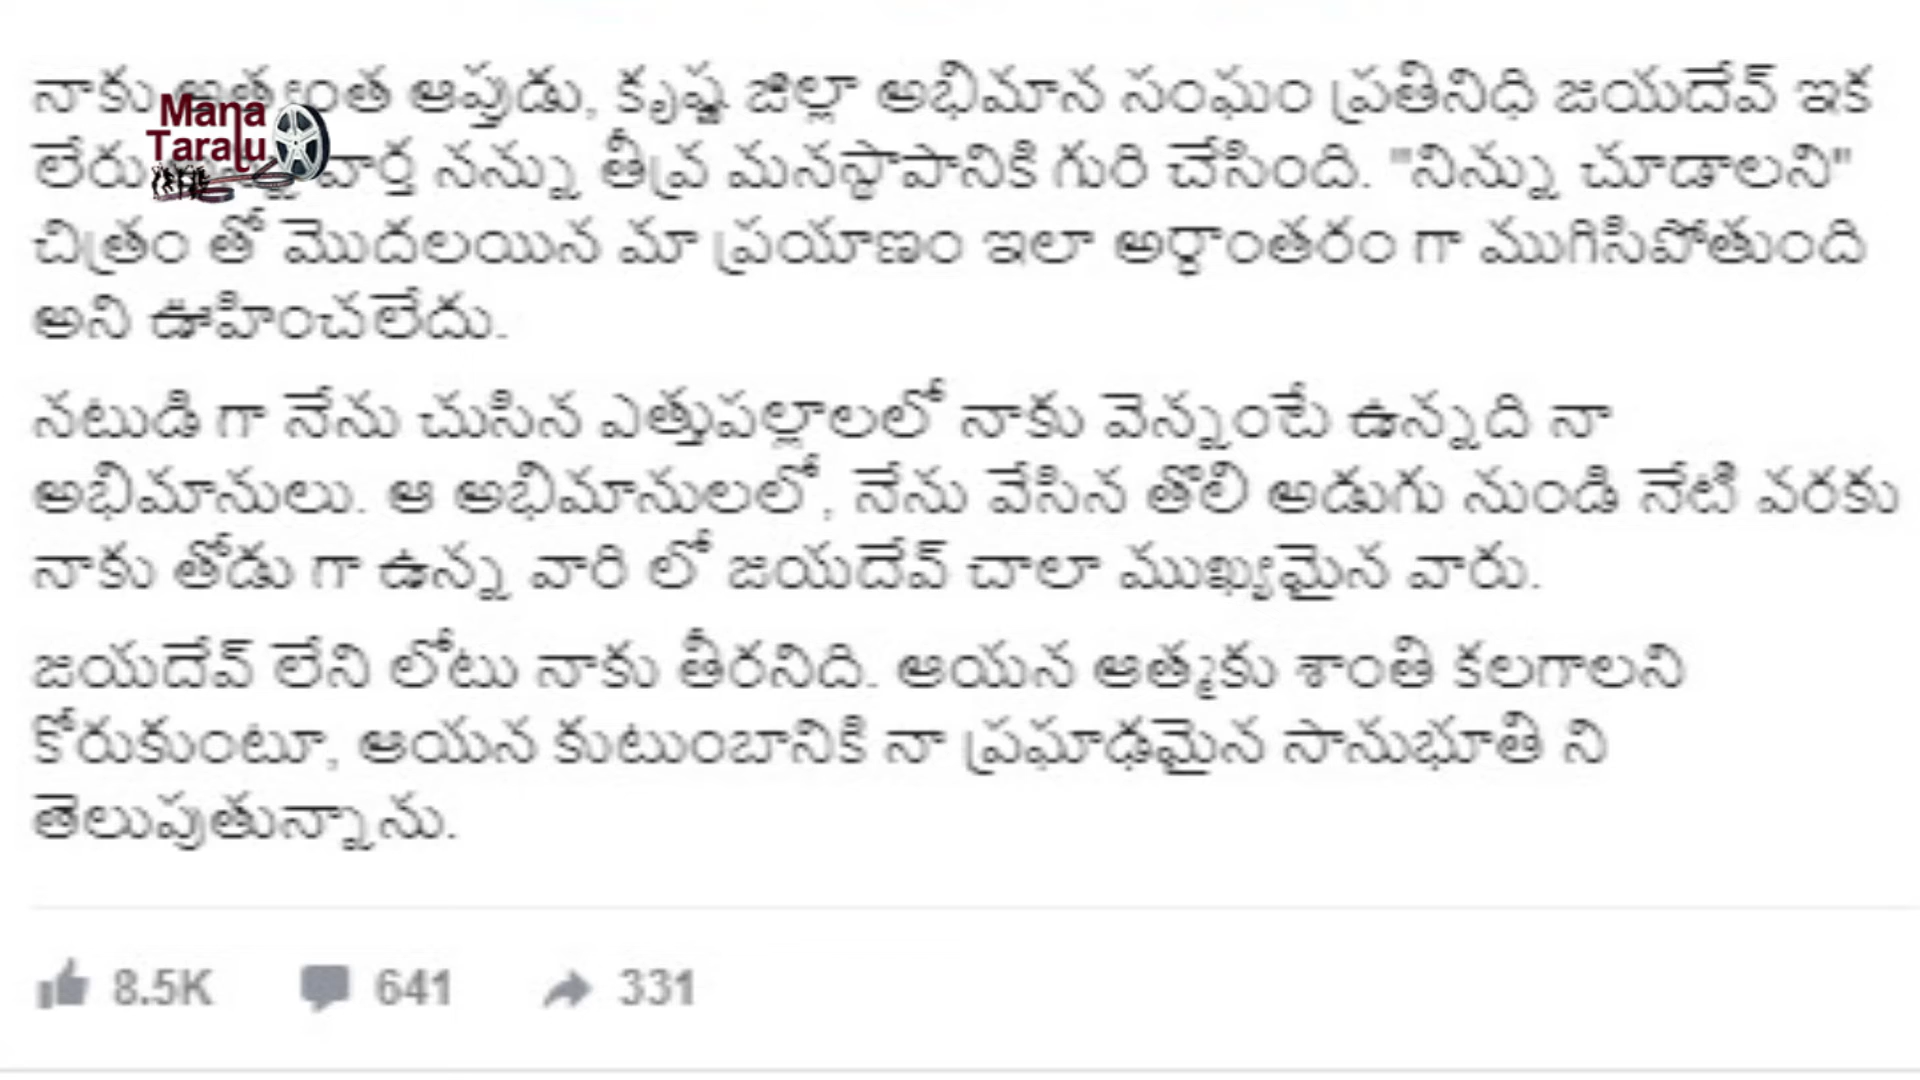 నాకు అత్యంత ఆప్తుడు, కృష్ణ జిల్లా అభిమాన సంఘం ప్రతినిధి జయదేవ్ ఇక
Mana
Taralu
లేరు వార్త నన్ను తీవ్ర మనస్థాపానికి గురి చేసింది. "నిన్ను చూడాలని"
చిత్రం తో మొదలయిన మా ప్రయాణం ఇలా అర్ధాంతరం గా ముగిసిపోతుంది
అని ఊహించలేదు.
నటుడి గా నేను చుసిన ఎత్తుపల్లాలలో నాకు వెన్నంటే ఉన్నది నా
అభిమానులు. ఆ అభిమానులలో, నేను వేసిన తొలి అడుగు నుండి నేటి వరకు
నాకు తోడు గా ఉన్న వారి లో జయదేవ్ చాలా ముఖ్యమైన వారు.
జయదేవ్ లేని లోటు నాకు తీరనిది. ఆయన ఆత్మకు శాంతి కలగాలని
కోరుకుంటూ, ఆయన కుటుంబానికి నా ప్రఘాఢమైన సానుభూతి ని
తెలుపుతున్నాను.
8.5K 641 331